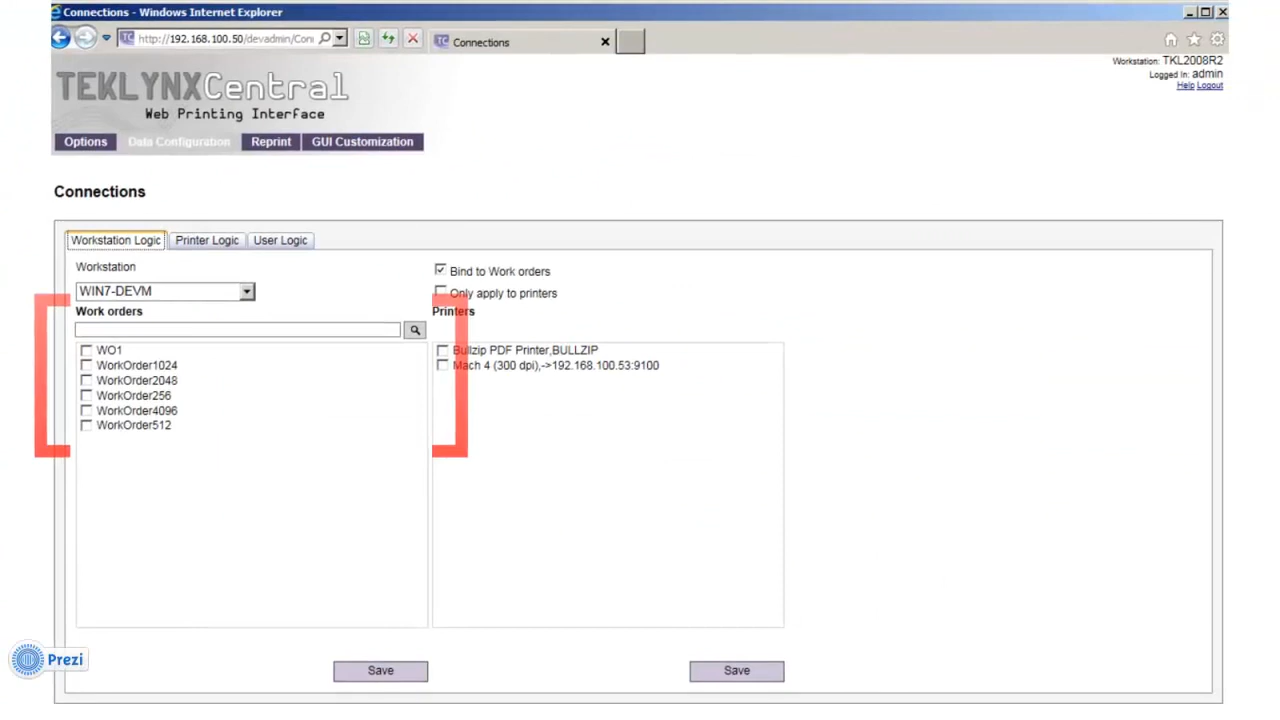 Connections - Windows Internet Explorer
http://192.168.100.50/devadmin/Con
Connections
Workstation: TKL2008R2
Logged In: admin
Help Logout
TEKLYNXCentral
Web Printing Interface
Options Data Configuration Reprint GUI Customization
Connections
Workstation Logic Printer Logic User Logic
Workstation
WIN7-DEVM
Work orders
WO1
WorkOrder1024
WorkOrder2048
WorkOrder256
WorkOrder4096
WorkOrder512
Save
Bind to Work orders
Only apply to printers
Printers
Bullzip PDF Printer,BULLZIP
Mach 4 (300 dpi),->192.168.100.53:9100
Save
Prezi